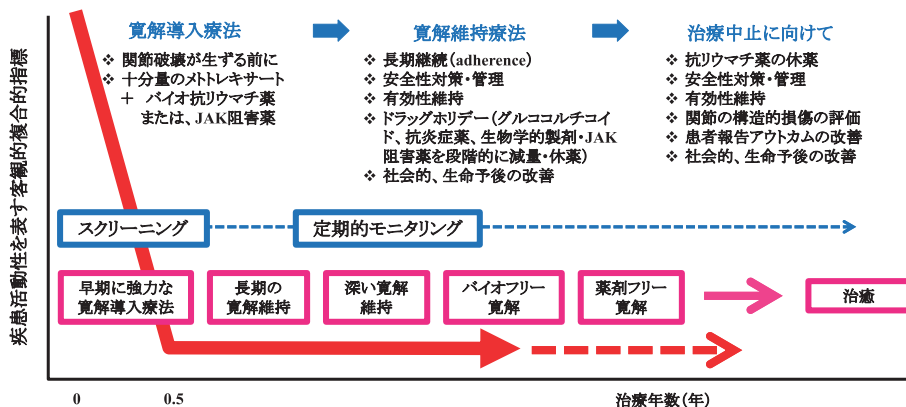 疾患活動性を表す客観的複合的指標
寛解導入療法
❖ 関節破壊が生ずる前に
❖ 十分量のメトトレキサート
+ バイオ抗リウマチ薬
または、JAK阻害薬
寛解維持療法
❖ 長期継続(adherence)
❖ 安全性対策・管理
❖ 有効性維持
❖ ドラッグホリデー(グルココルチコイ
ド、抗炎症薬、生物学的製剤・JAK
阻害薬を段階的に減量・休薬)
❖ 社会的、生命予後の改善
治療中止に向けて
❖ 抗リウマチ薬の休薬
❖ 安全性対策・管理
❖ 有効性維持
❖ 関節の構造的損傷の評価
❖ 患者報告アウトカムの改善
❖ 社会的、生命予後の改善
スクリーニング
定期的モニタリング
早期に強力な
寛解導入療法
長期の
寛解維持
深い寛解
維持
バイオフリー
寛解
薬剤フリー
寛解
治癒
0
0.5
治療年数(年)